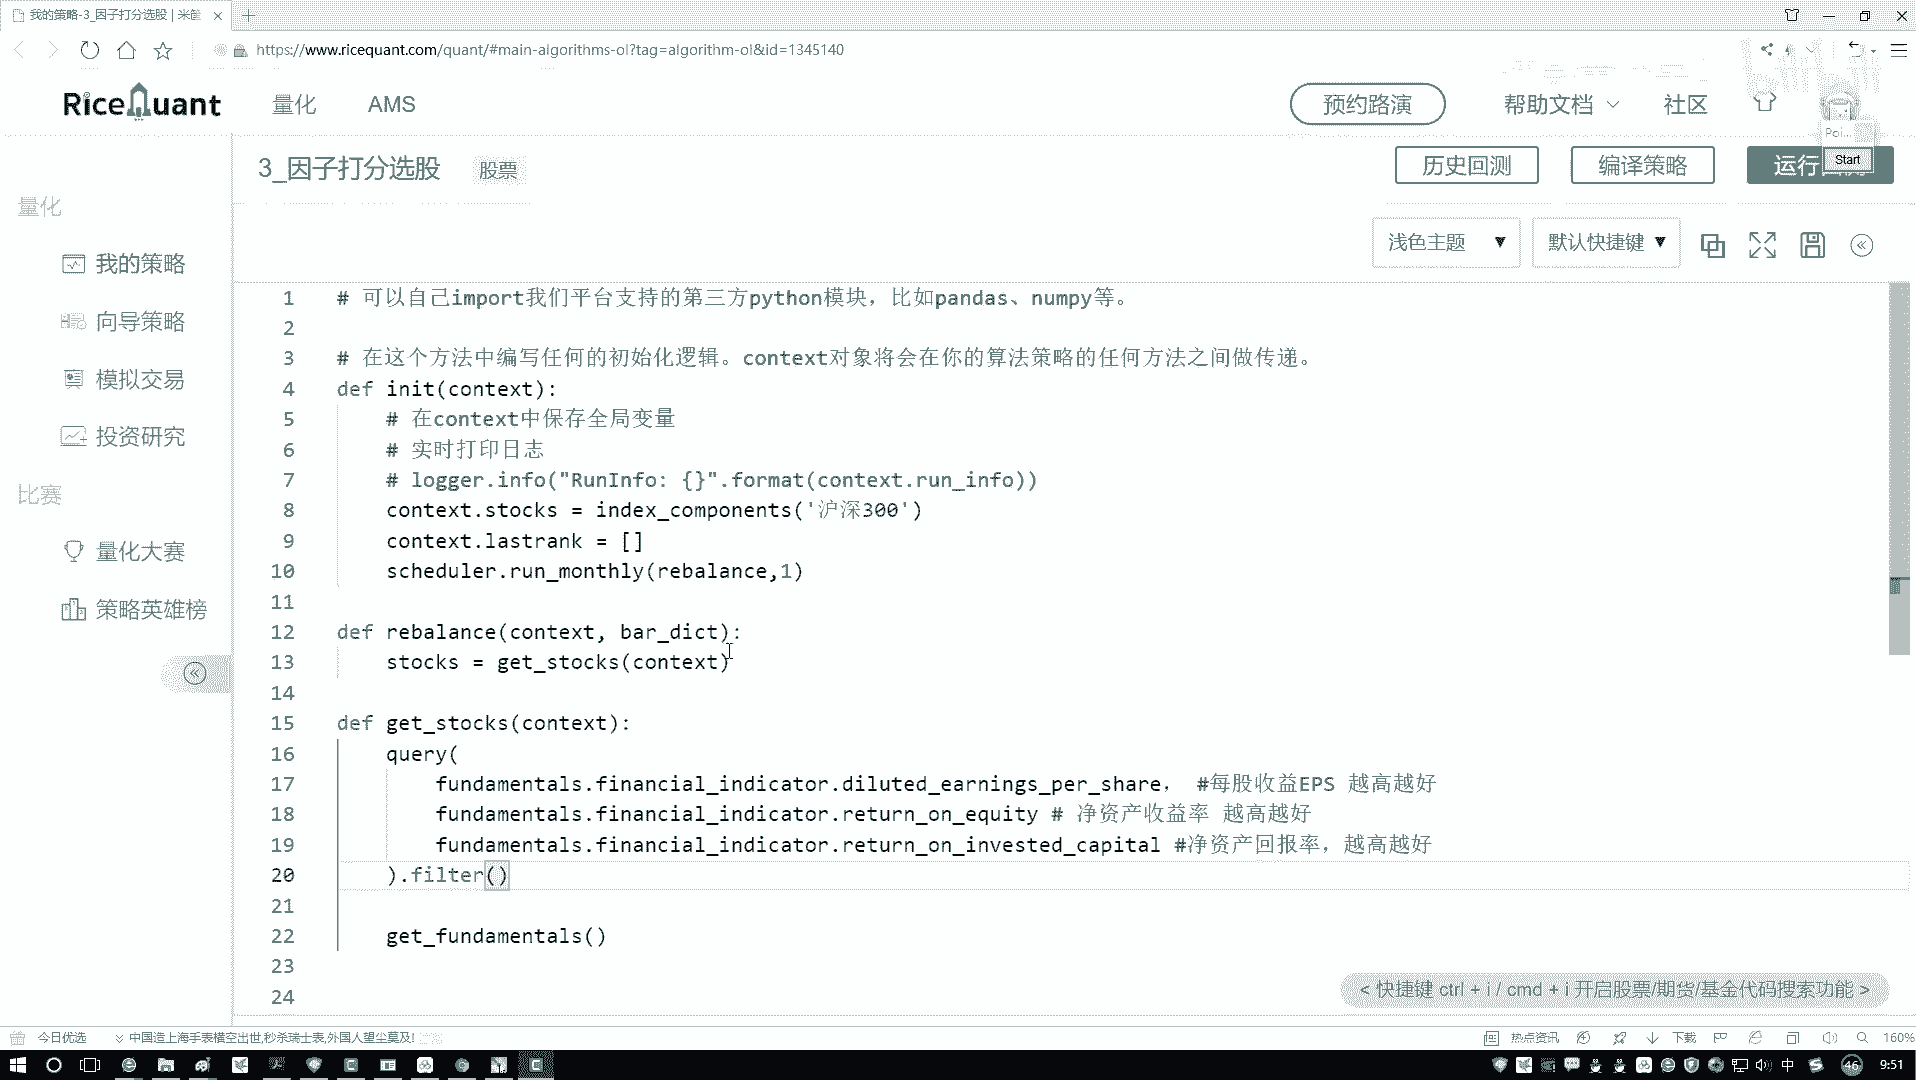 我的策略-3_因子打分选股 | 米筐
https://www.ricequant.com/quant/#main-algorithms-ol?tag=algorithm-ol&id=1345140
RiceQuant 量化 AMS 预约路演 帮助文档 社区
Poi...
3_因子打分选股 股票 历史回测 编译策略 运行 Start
量化
浅色主题 默认快捷键
我的策略
向导策略
模拟交易
投资研究
比赛
量化大赛
策略英雄榜
1 # 可以自己import我们平台支持的第三方python模块，比如pandas、numpy等。
2
3 # 在这个方法中编写任何的初始化逻辑。context对象将会在你的算法策略的任何方法之间做传递。
4 def init(context):
5 # 在context中保存全局变量
6 # 实时打印日志
7 # logger.info("RunInfo: {}".format(context.run_info))
8 context.stocks = index_components('沪深300')
9 context.lastrank = []
10 scheduler.run_monthly(rebalance,1)
11
12 def rebalance(context, bar_dict):
13 stocks = get_stocks(context)
14
15 def get_stocks(context):
16 query(
17 fundamentals.financial_indicator.diluted_earnings_per_share， #每股收益EPS 越高越好
18 fundamentals.financial_indicator.return_on_equity # 净资产收益率 越高越好
19 fundamentals.financial_indicator.return_on_invested_capital #净资产回报率，越高越好
20 ).filter()
21
22 get_fundamentals()
23
24
< 快捷键 ctrl + i / cmd + i 开启股票/期货/基金代码搜索功能 >
今日优选 中国造上海手表横空出世,秒杀瑞士表,外国人望尘莫及! 热点资讯 下载 160%
中 46 9:51